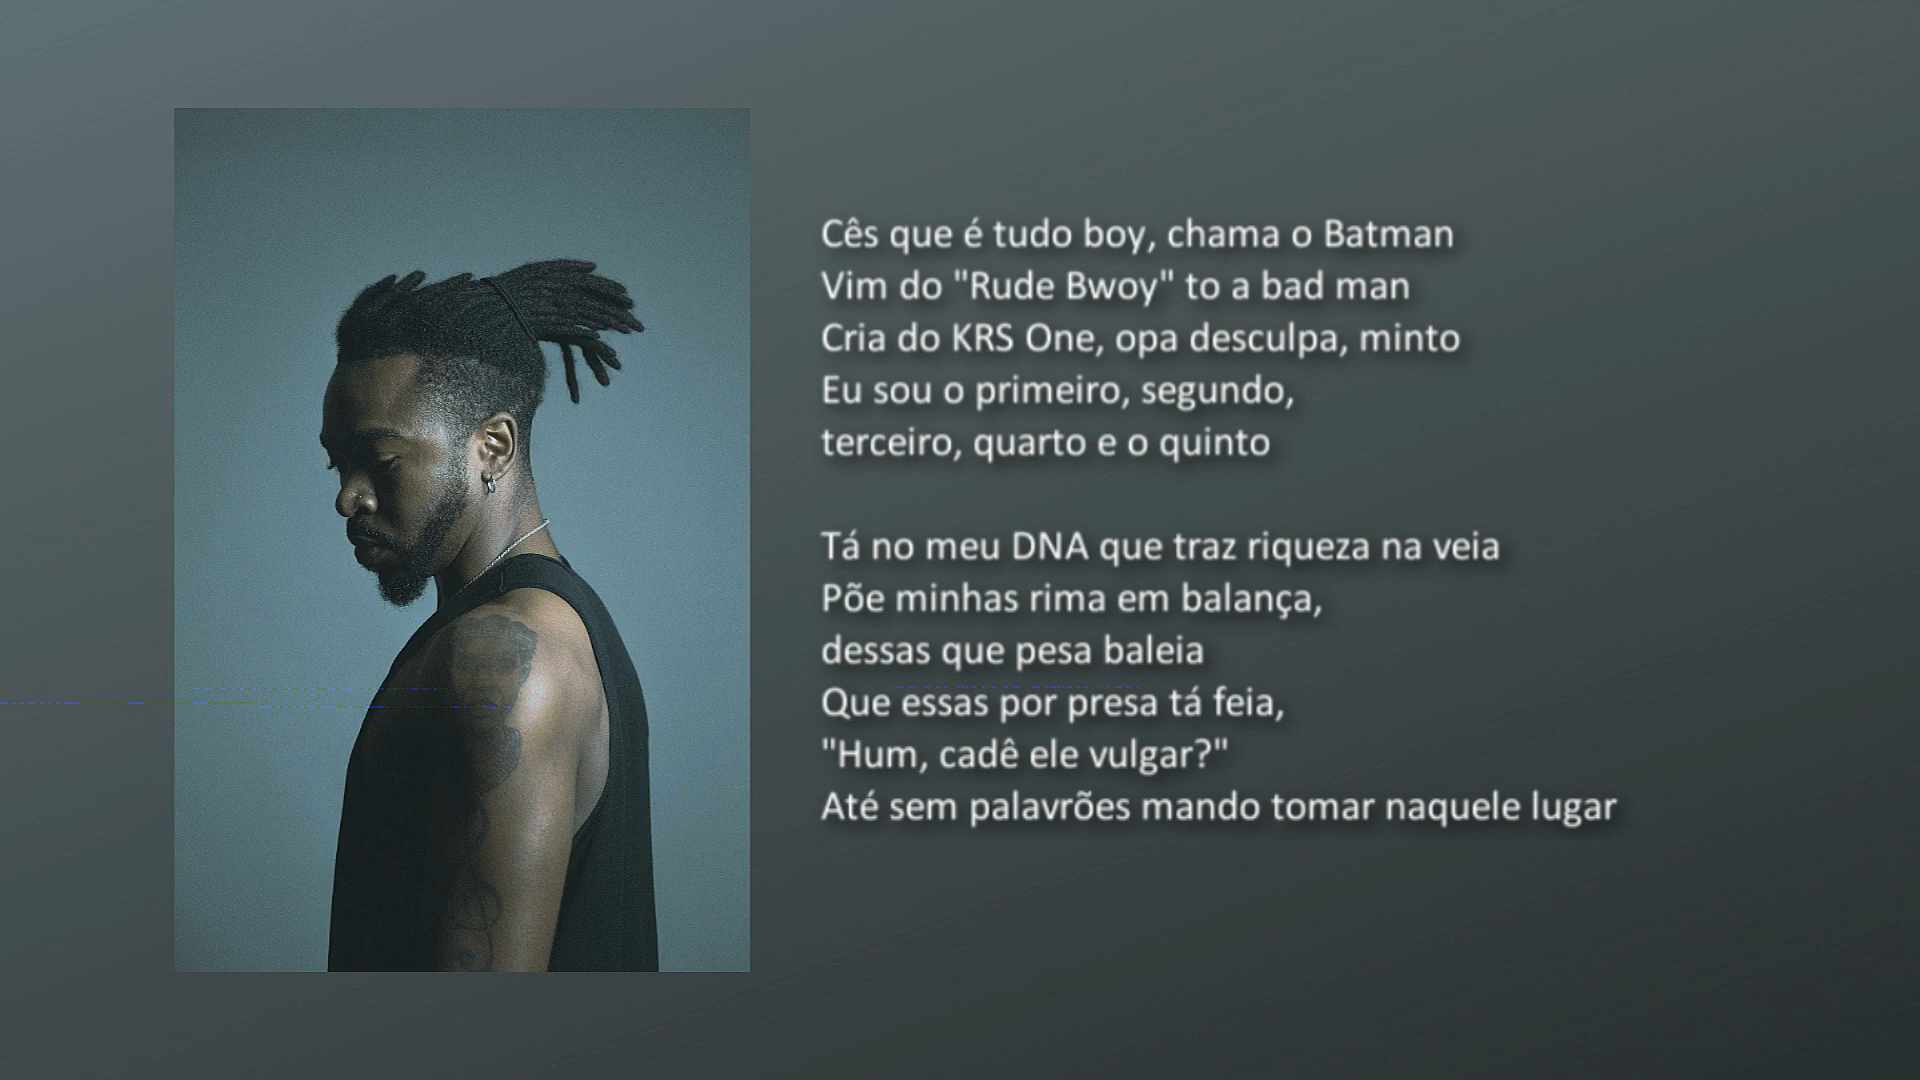 Cês que é tudo boy, chama o Batman
Vim do "Rude Bwoy" to a bad man
Cria do KRS One, opa desculpa, minto
Eu sou o primeiro, segundo,
terceiro, quarto e o quinto
Tá no meu DNA que traz riqueza na veia
Põe minhas rima em balança,
dessas que pesa baleia
Que essas por presa tá feia,
"Hum, cadê ele vulgar?"
Até sem palavrões mando tomar naquele lugar